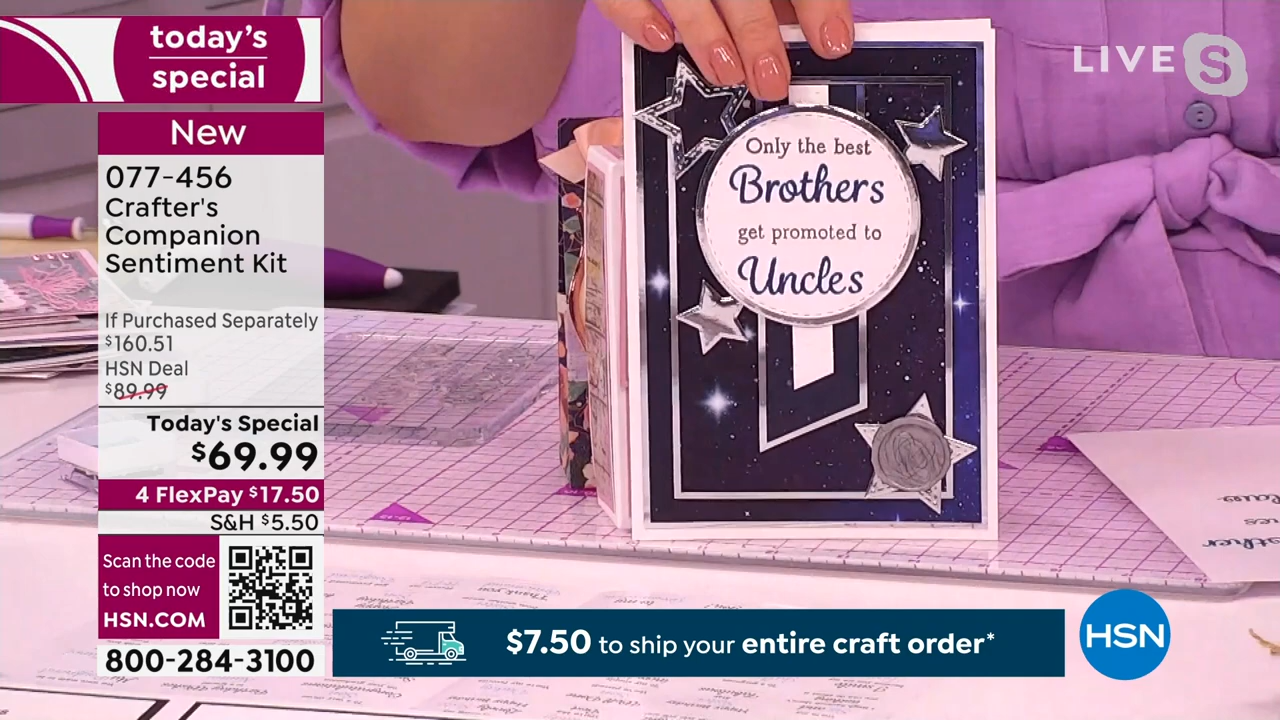 today's
special
New
077-456
Crafter's
Companion
Sentiment Kit
If Purchased Separately
$160.51
HSN Deal
$89.99
Today's Special
$69.99
4 FlexPay $17.50
S&H $5.50
Scan the code
to shop now
HSN.COM
800-284-3100
LIVE S
Only the best
Brothers
get promoted to
Uncles
$7.50 to ship your entire craft order*
HSN